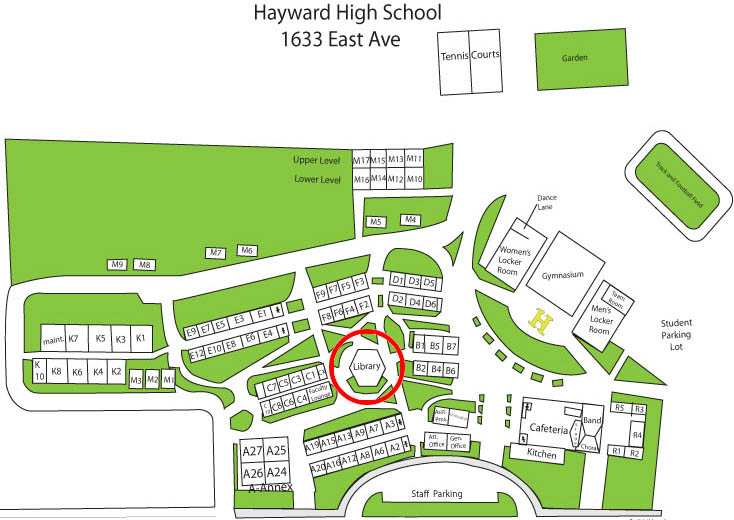 Hayward High School
1633 East Ave
Tennis Courts
Garden
Upper Level
M17 M15 M13 M11
Lower Level
M16 M14 M12 M10
Track and Football Field
M5 M4
Dance
Lane
M9 M8 M7 M6
Women's
Locker
Room
Gymnasium
Team
Room
Men's
Locker
Room
H
Student
Parking
Lot
F9 F7 F5 F3
F8 F6 F4 F2
D1 D3 D5
D2 D4 D6
E9 E7 E5 E3 E1
E12 E10 E8 E6 E4
maint. K7 K5 K3 K1
K
10 K8 K6 K4 K2
M3 M2 M1
B1 B5 B7
B2 B4 B6
Library
C7 C5 C3 C1
C8 C6 C4 Faculty
Lounge
A19 A15 A13 A9 A7 A3
A20 A16 A12 A8 A6 A2
A27 A25
A26 A24
A-Annex
Att.
Office
Gen.
Office
Cafeteria
Kitchen
Band
Choral
R5 R3
R4
R1 R2
Staff Parking